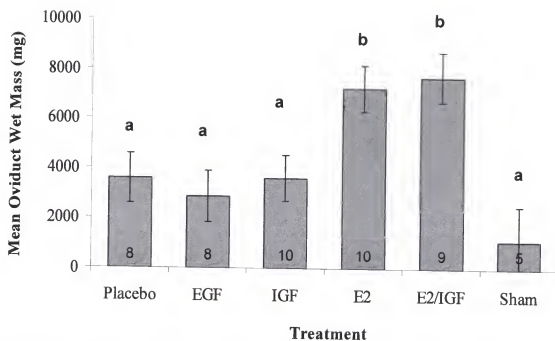 Mean Oviduct Wet Mass (mg)
10000
8000
6000
4000
2000
0
a
a
a
b
b
a
8
8
10
10
9
5
Placebo
EGF
IGF
E2
E2/IGF
Sham
Treatment